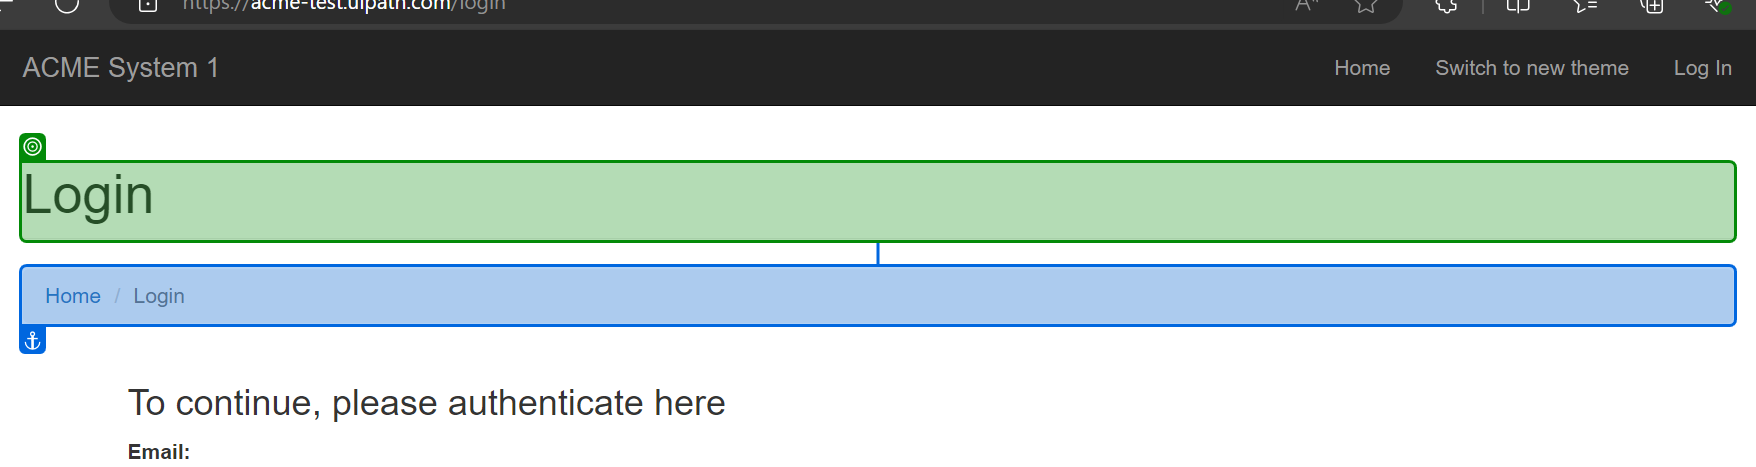 https://acme-test.uipath.com/login
ACME System 1 Home Switch to new theme Log In
Login
Home / Login
To continue, please authenticate here
Email: